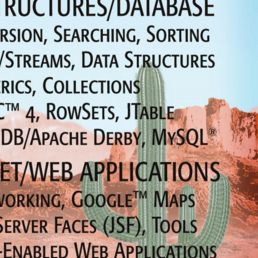 TRUCTURES/DATABASE
RSION, SEARCHING, SORTING
/STREAMS, DATA STRUCTURES
RICS, COLLECTIONS
C™ 4, ROWSETS, JTABLE
DB/APACHE DERBY, MYSQL®
ET/WEB APPLICATIONS
WORKING, GOOGLE™ MAPS
SERVER FACES (JSF), TOOLS
-ENABLED WEB APPLICATIONS